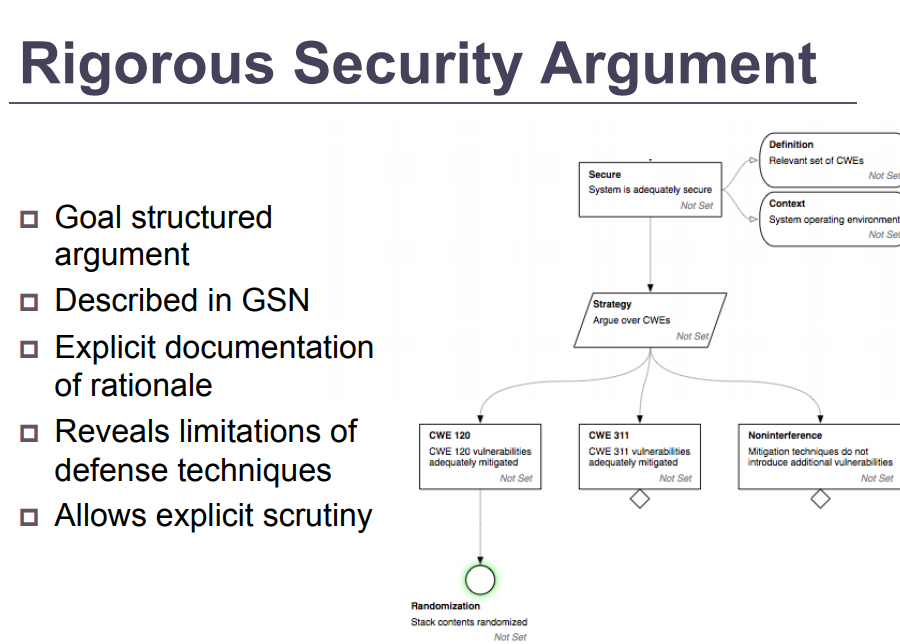 Rigorous Security Argument
Goal structured
argument
Described in GSN
Explicit documentation
of rationale
Reveals limitations of
defense techniques
Allows explicit scrutiny
Definition
Relevant set of CWEs
Not Set
Secure
System is adequately secure
Not Set
Context
System operating environment
Not Set
Strategy
Argue over CWEs
Not Set
CWE 120
CWE 120 vulnerabilities
adequately mitigated
Not Set
CWE 311
CWE 311 vulnerabilities
adequately mitigated
Not Set
Noninterference
Mitigation techniques do not
introduce additional vulnerabilities
Not Set
Randomization
Stack contents randomized
Not Set